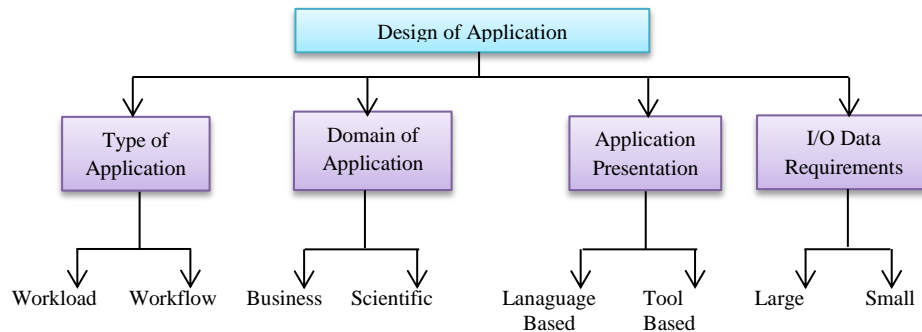 Design of Application
Type of
Application
Domain of
Application
Application
Presentation
I/O Data
Requirements
Workload
Workflow
Business
Scientific
Lanaguage
Based
Tool
Based
Large
Small